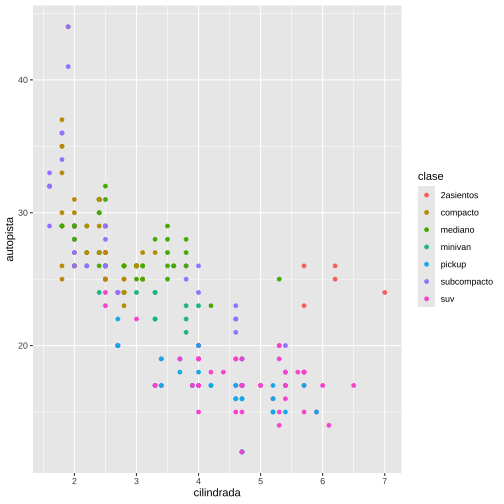 40
30
20
autopista
2
3
4
5
6
7
cilindrada
clase
2asientos
compacto
mediano
minivan
pickup
subcompacto
suv